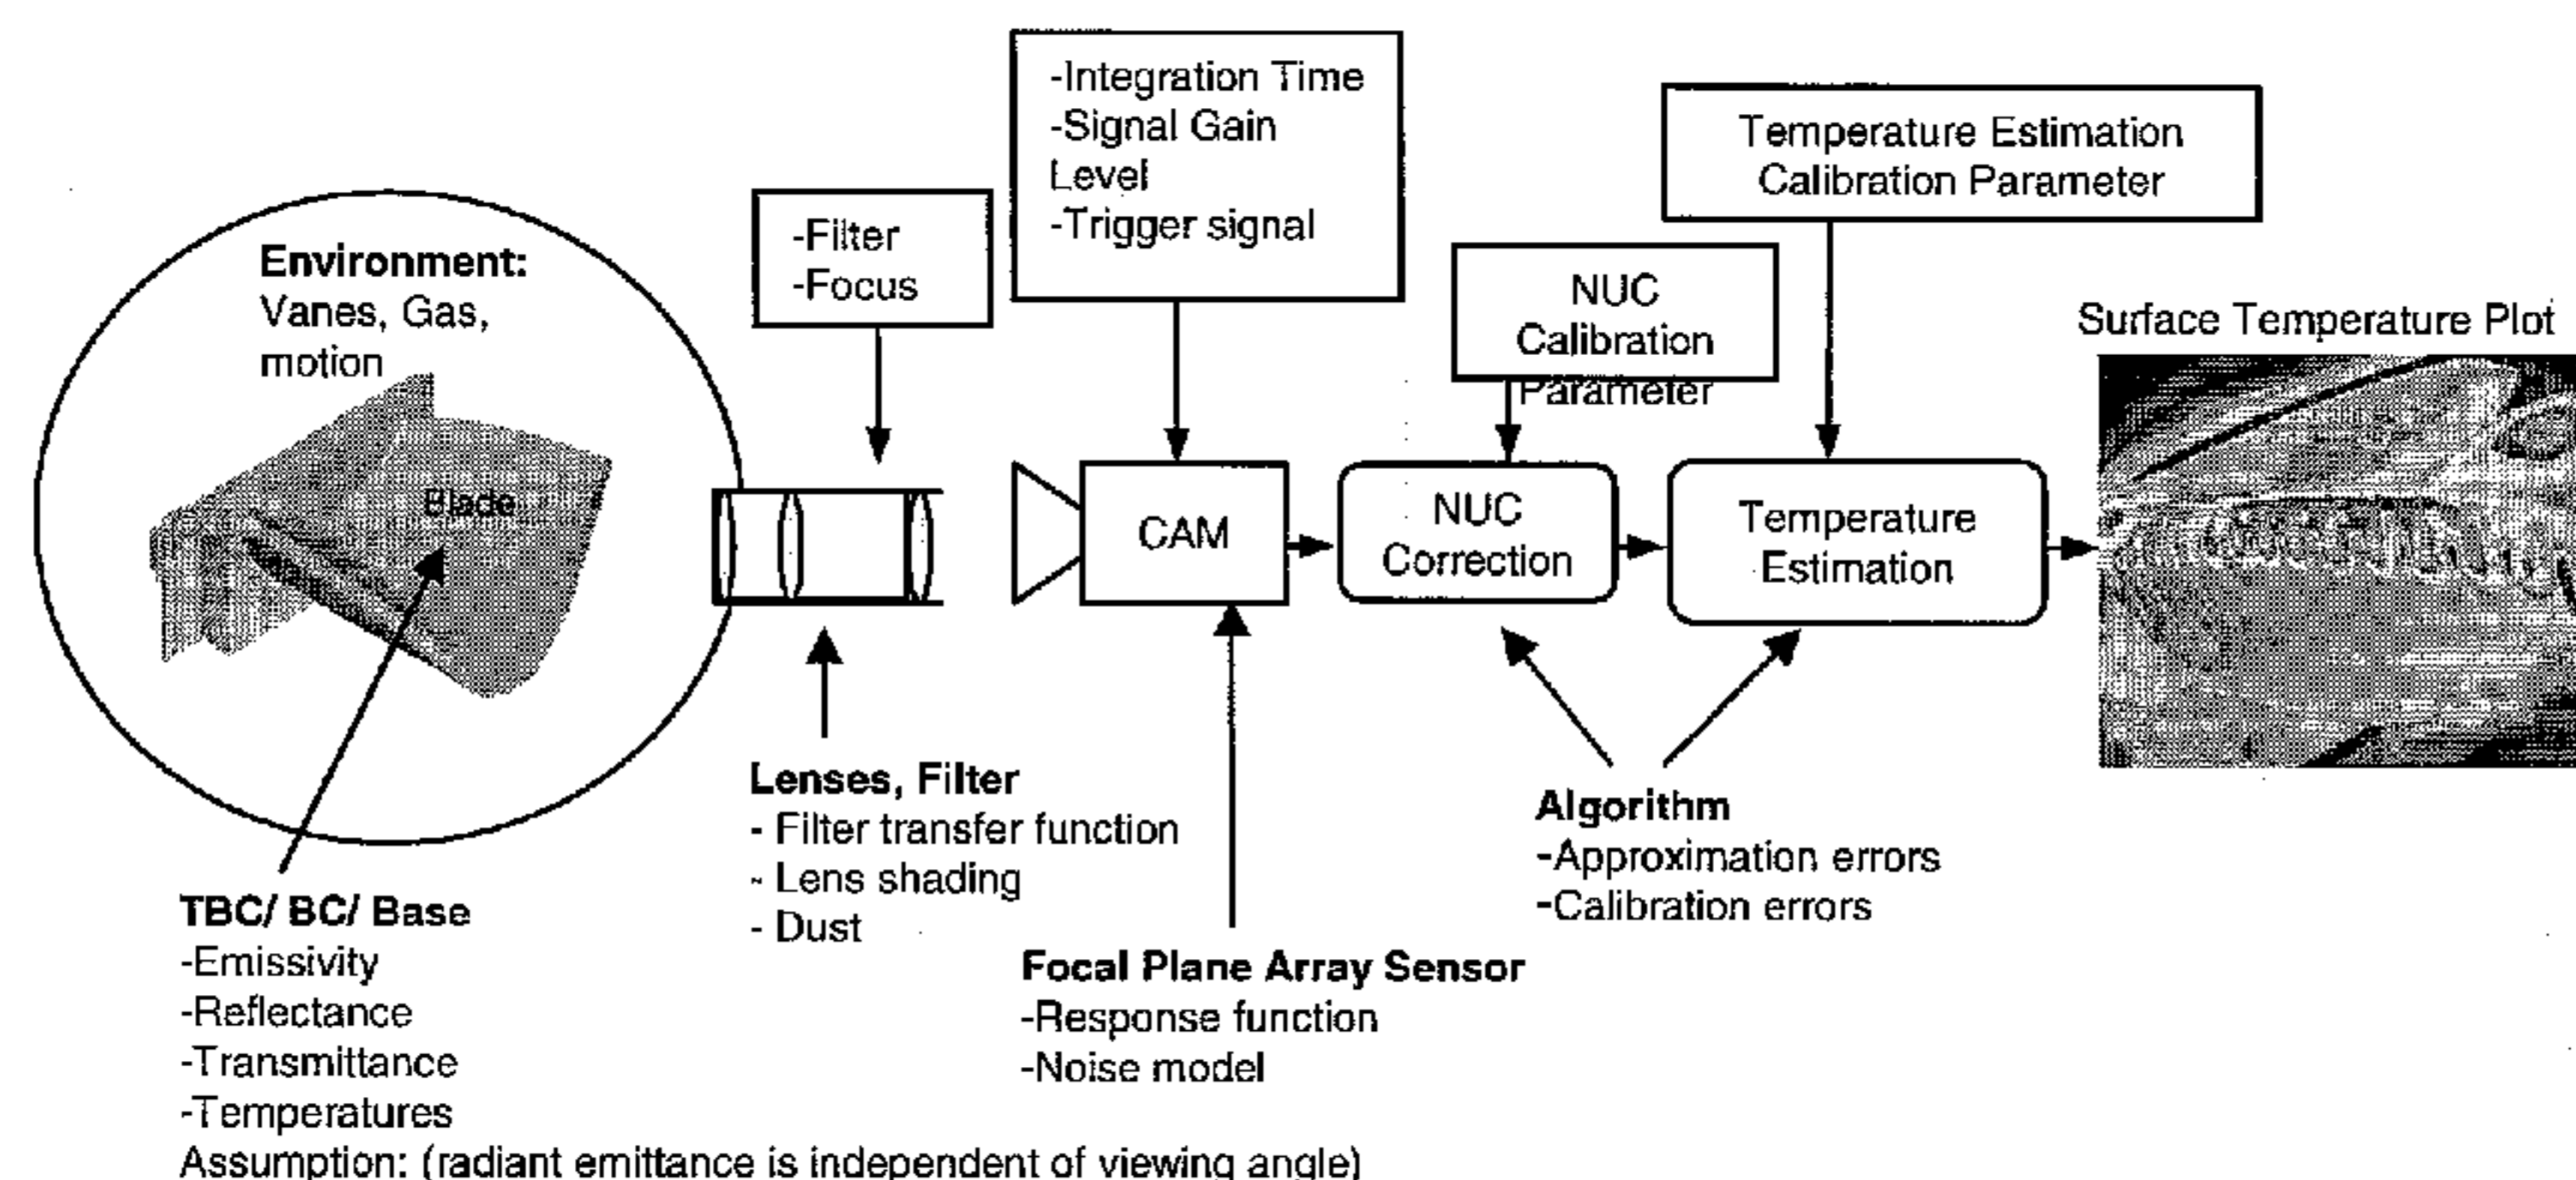 Environment:
Vanes, Gas,
motion
Blade
TBC/ BC/ Base
-Emissivity
-Reflectance
-Transmittance
-Temperatures
Assumption: (radiant emittance is independent of viewing angle)
-Filter
-Focus
Lenses, Filter
- Filter transfer function
- Lens shading
- Dust
-Integration Time
-Signal Gain
Level
-Trigger signal
CAM
Focal Plane Array Sensor
-Response function
-Noise model
NUC
Calibration
Parameter
NUC
Correction
Temperature Estimation
Calibration Parameter
Temperature
Estimation
Algorithm
-Approximation errors
-Calibration errors
Surface Temperature Plot